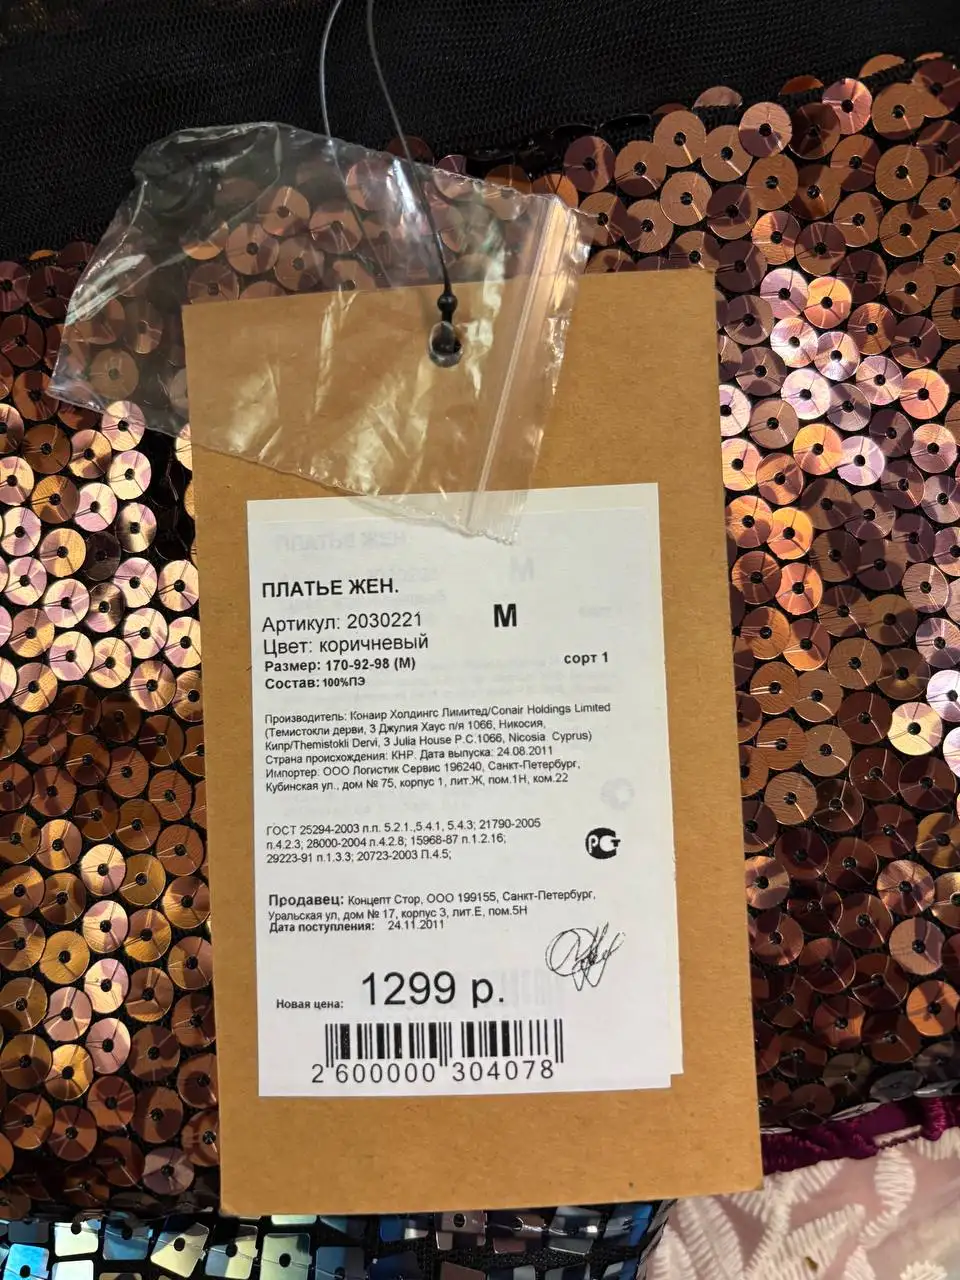 ПЛАТЬЕ ЖЕН.
Артикул: 2030221
M
Цвет: коричневый
Размер: 170-92-98 (M)
сорт 1
Состав: 100%ПЭ
Производитель: Конаир Холдингс Лимитед/Conair Holdings Limited
(Темистокли дерви, 3 Джулия Хаус п/я 1066, Никосия,
Кипр/Themistokli Dervi, 3 Julia House P.C.1066, Nicosia Cyprus)
Страна происхождения: КНР. Дата выпуска: 24.08.2011
Импортер: ООО Логистик Сервис 196240, Санкт-Петербург,
Кубинская ул., дом № 75, корпус 1, лит.Ж, пом.1Н, ком.22
ГОСТ 25294-2003 п.п. 5.2.1.,5.4.1, 5.4.3; 21790-2005
п.4.2.3; 28000-2004 п.4.2.8; 15968-87 п.1.2.16;
29223-91 п.1.3.3; 20723-2003 П.4.5;
РСТ
Продавец: Концепт Стор, ООО 199155, Санкт-Петербург,
Уральская ул, дом № 17, корпус 3, лит.Е, пом.5Н
Дата поступления: 24.11.2011
Новая цена: 1299 р.
2 600000 304078